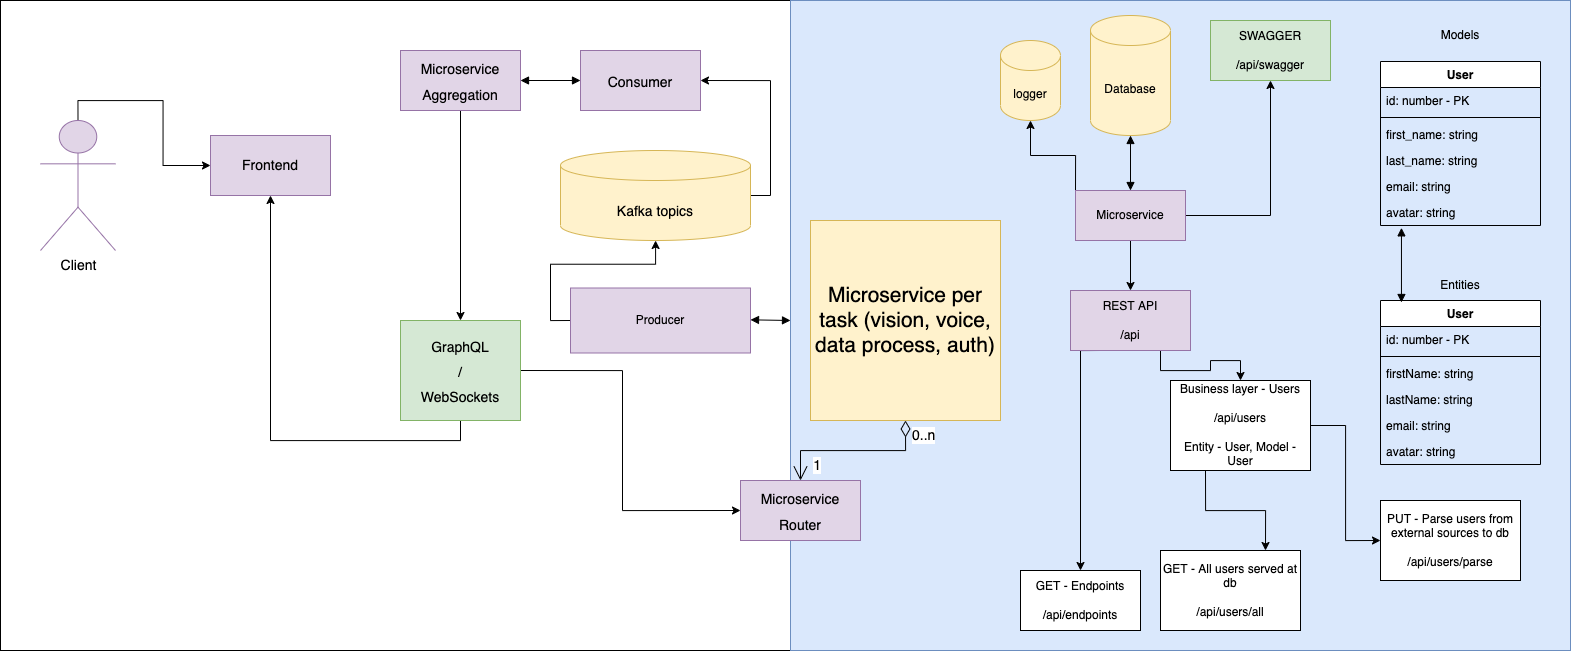 Client
Frontend
Microservice
Aggregation
Consumer
Kafka topics
Producer
GraphQL
/
WebSockets
Microservice per
task (vision, voice,
data process, auth)
0..n
1
Microservice
Router
logger
Database
SWAGGER
/api/swagger
Microservice
REST API
/api
Business layer - Users
/api/users
Entity - User, Model -
User
GET - Endpoints
/api/endpoints
GET - All users served at
db
/api/users/all
PUT - Parse users from
external sources to db
/api/users/parse
Models
User
id: number - PK
first_name: string
last_name: string
email: string
avatar: string
Entities
User
id: number - PK
firstName: string
lastName: string
email: string
avatar: string